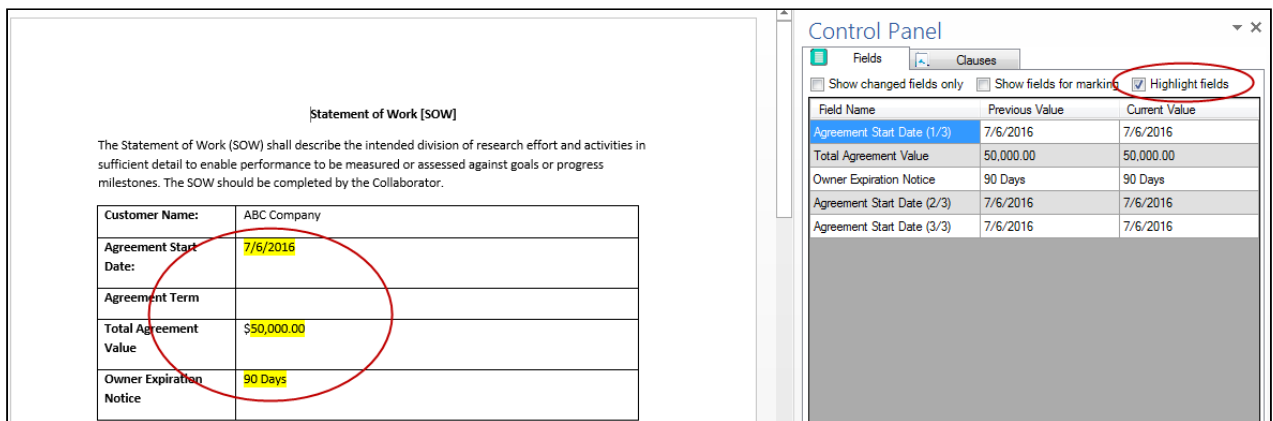 Statement of Work [SOW]
The Statement of Work (SOW) shall describe the intended division of research effort and activities in
sufficient detail to enable performance to be measured or assessed against goals or progress
milestones. The SOW should be completed by the Collaborator.
Customer Name: ABC Company
Agreement Start 7/6/2016
Date:
Agreement Term
Total Agreement $50,000.00
Value
Owner Expiration 90 Days
Notice
Control Panel
Fields Clauses
Show changed fields only Show fields for marking Highlight fields
Field Name Previous Value Current Value
Agreement Start Date (1/3) 7/6/2016 7/6/2016
Total Agreement Value 50,000.00 50,000.00
Owner Expiration Notice 90 Days 90 Days
Agreement Start Date (2/3) 7/6/2016 7/6/2016
Agreement Start Date (3/3) 7/6/2016 7/6/2016